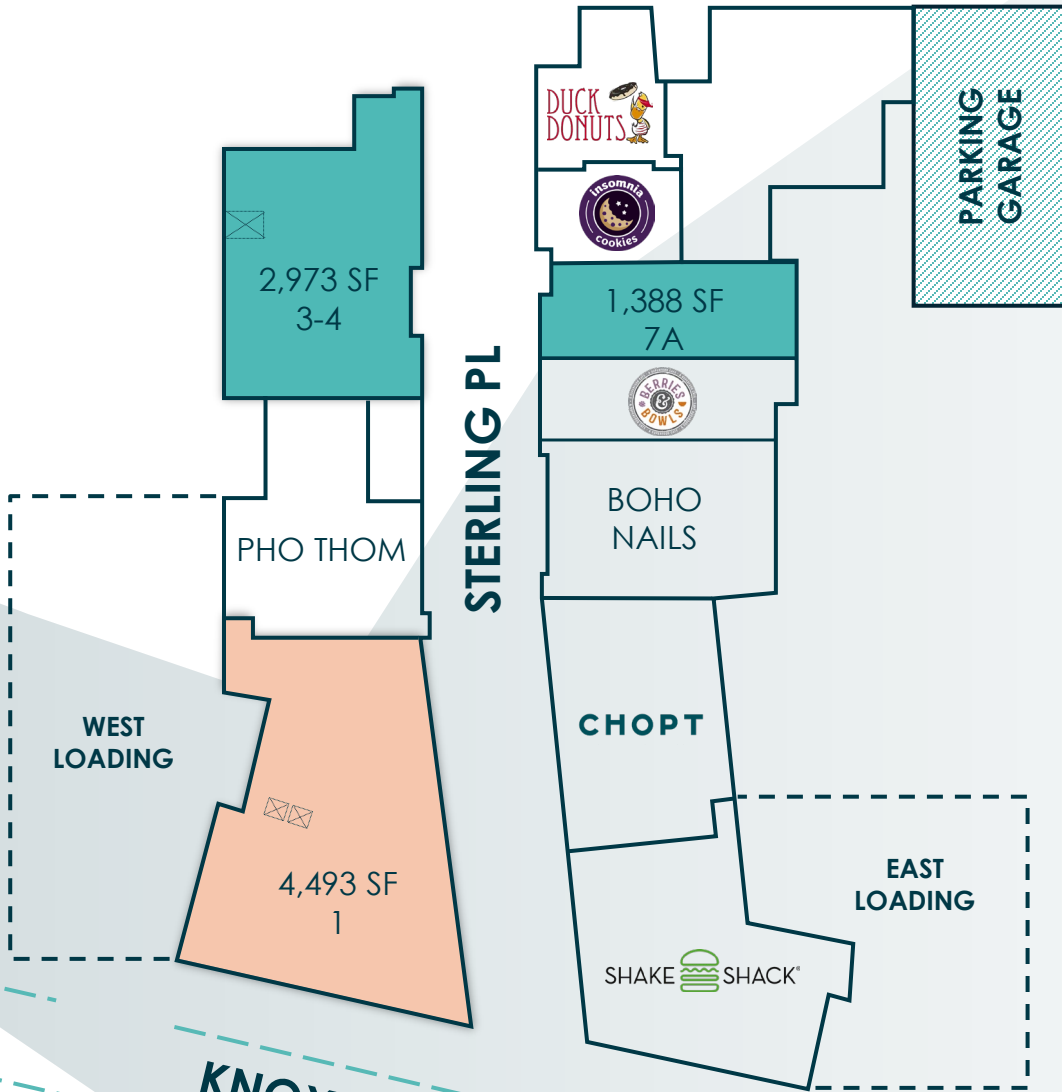 DUCK
DONUTS
PARKING
GARAGE
insomnia
cookies
2,973 SF
3-4
1,388 SF
7A
STERLING PL
BERRIES
&
BOWLS
BOHO
NAILS
PHO THOM
WEST
LOADING
CHOPT
4,493 SF
1
EAST
LOADING
SHAKE SHACK